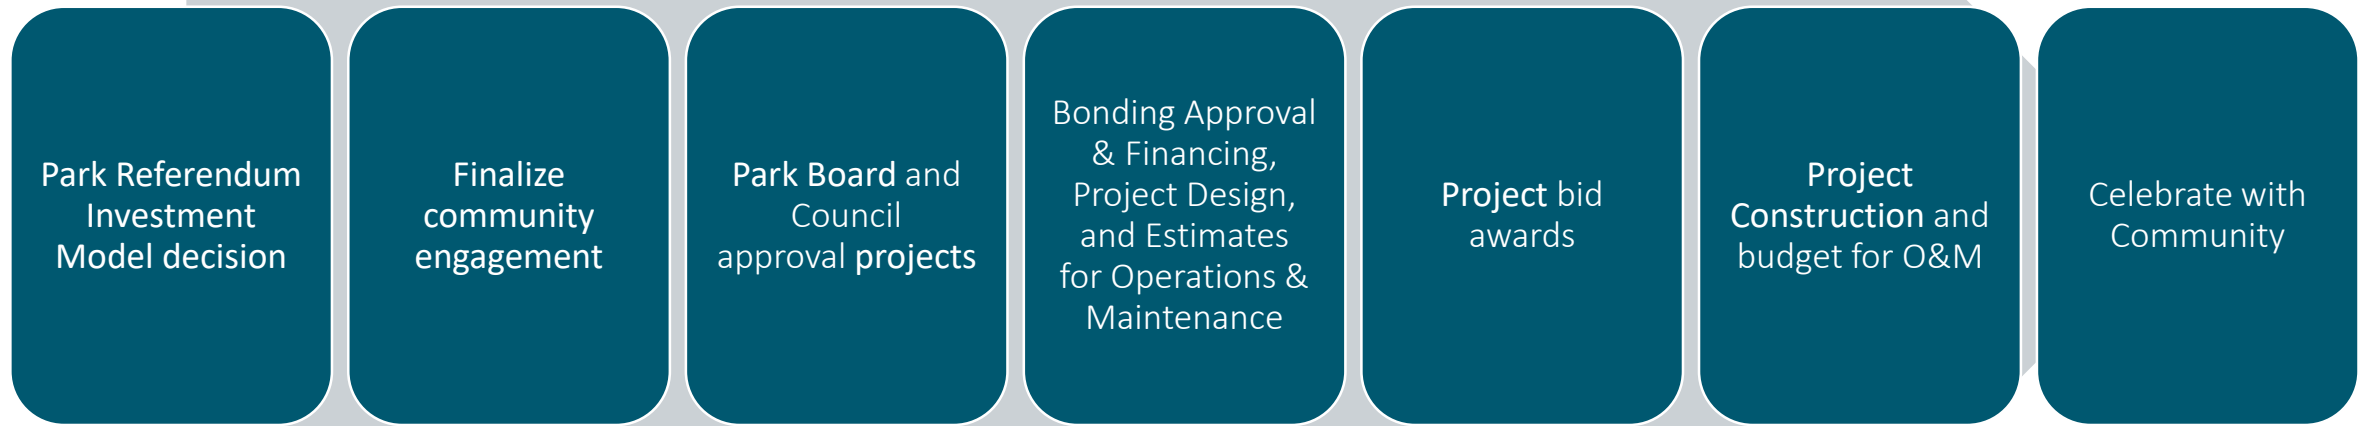 Park Referendum
Investment
Model decision
Finalize
community
engagement
Park Board and
Council
approval projects
Bonding Approval
& Financing,
Project Design,
and Estimates
for Operations &
Maintenance
Project bid
awards
Project
Construction and
budget for O&M
Celebrate with
Community